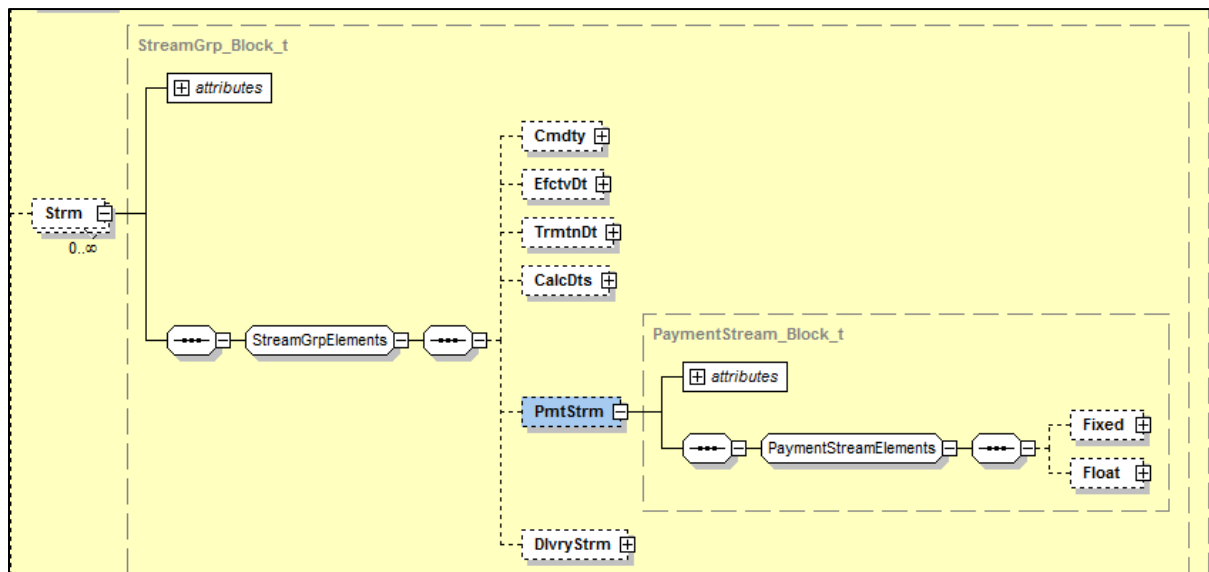 StreamGrp_Block_t
attributes
Cmdty
EfctvDt
Strm
0..∞
TrmtnDt
CalcDts
StreamGrpElements
PaymentStream_Block_t
attributes
PmtStrm
Fixed
PaymentStreamElements
Float
DlvryStrm